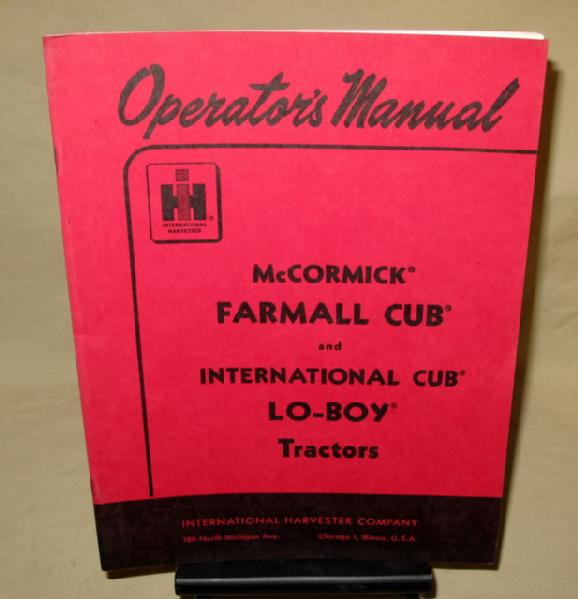 Operator's Manual
IH
®
INTERNATIONAL
HARVESTER
McCORMICK®
FARMALL CUB®
and
INTERNATIONAL CUB®
LO-BOY®
Tractors
INTERNATIONAL HARVESTER COMPANY
180 North Michigan Ave. Chicago 1, Illinois, U.S.A.